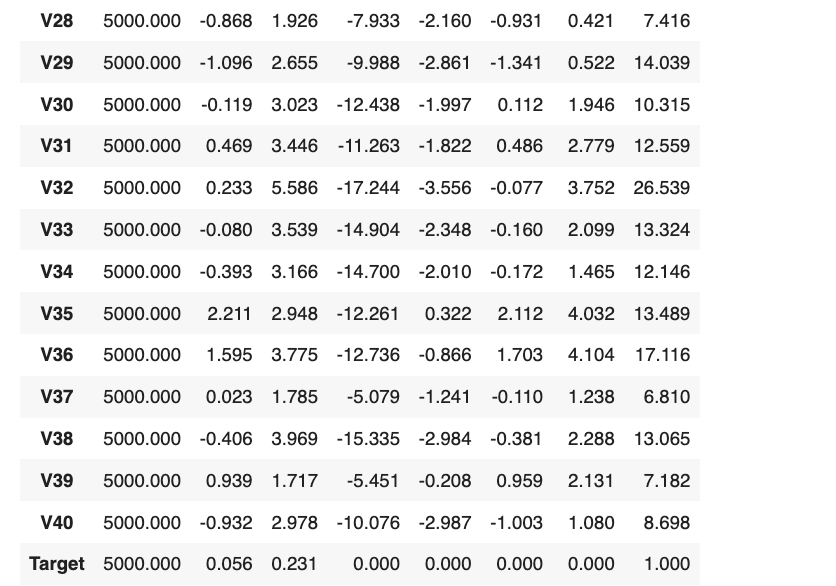 V28 5000.000 -0.868 1.926 -7.933 -2.160 -0.931 0.421 7.416
V29 5000.000 -1.096 2.655 -9.988 -2.861 -1.341 0.522 14.039
V30 5000.000 -0.119 3.023 -12.438 -1.997 0.112 1.946 10.315
V31 5000.000 0.469 3.446 -11.263 -1.822 0.486 2.779 12.559
V32 5000.000 0.233 5.586 -17.244 -3.556 -0.077 3.752 26.539
V33 5000.000 -0.080 3.539 -14.904 -2.348 -0.160 2.099 13.324
V34 5000.000 -0.393 3.166 -14.700 -2.010 -0.172 1.465 12.146
V35 5000.000 2.211 2.948 -12.261 0.322 2.112 4.032 13.489
V36 5000.000 1.595 3.775 -12.736 -0.866 1.703 4.104 17.116
V37 5000.000 0.023 1.785 -5.079 -1.241 -0.110 1.238 6.810
V38 5000.000 -0.406 3.969 -15.335 -2.984 -0.381 2.288 13.065
V39 5000.000 0.939 1.717 -5.451 -0.208 0.959 2.131 7.182
V40 5000.000 -0.932 2.978 -10.076 -2.987 -1.003 1.080 8.698
Target 5000.000 0.056 0.231 0.000 0.000 0.000 0.000 1.000